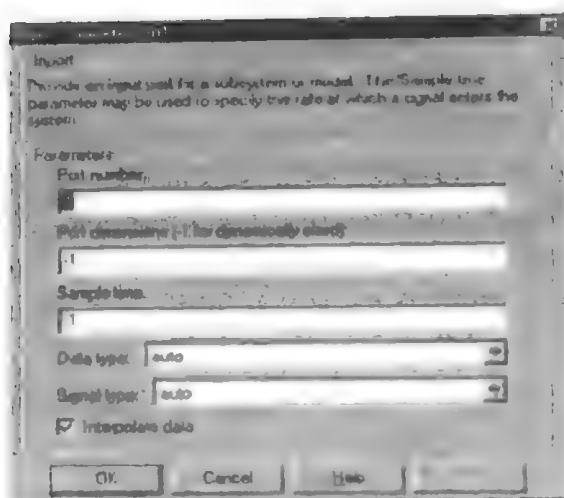 Inport
Provide an input port for a subsystem or model. The 'Sample time'
parameter may be used to specify the rate at which a signal enters the
system.
Parameters
Port number:
Port dimensions (-1 for dynamically sized):
-1
Sample time:
-1
Data type: auto
Signal type: auto
Interpolate data
OK Cancel Help